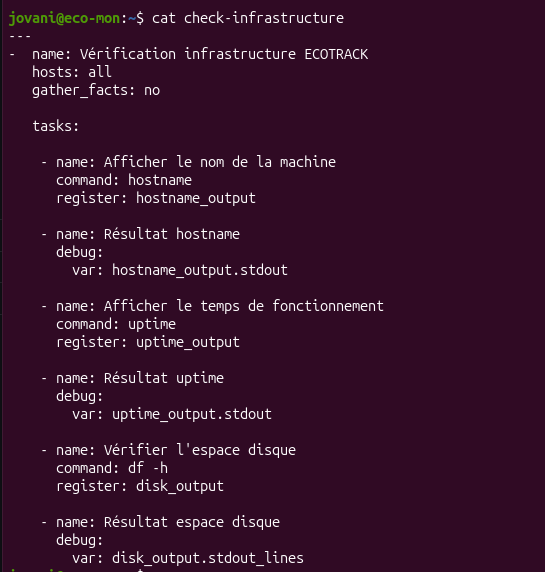 jovani@eco-mon:~$ cat check-infrastructure
---
-  name: Vérification infrastructure ECOTRACK
   hosts: all
   gather_facts: no

   tasks:

    - name: Afficher le nom de la machine
      command: hostname
      register: hostname_output

    - name: Résultat hostname
      debug:
        var: hostname_output.stdout

    - name: Afficher le temps de fonctionnement
      command: uptime
      register: uptime_output

    - name: Résultat uptime
      debug:
        var: uptime_output.stdout

    - name: Vérifier l'espace disque
      command: df -h
      register: disk_output

    - name: Résultat espace disque
      debug:
        var: disk_output.stdout_lines